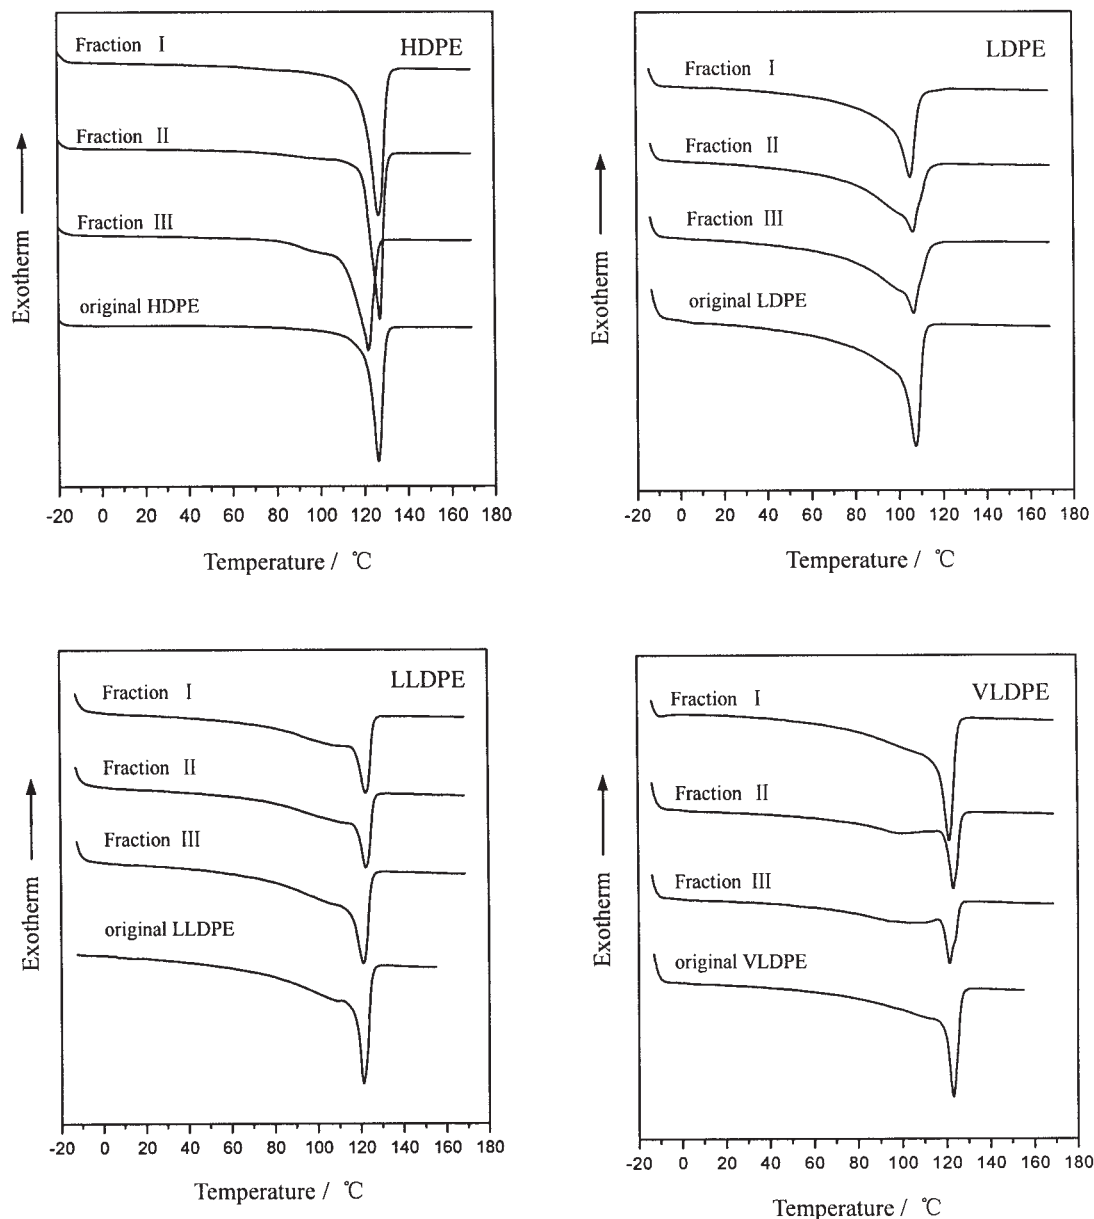 HDPE
Fraction I
Fraction II
Fraction III
original HDPE
Exotherm
-20 0 20 40 60 80 100 120 140 160 180
Temperature / ℃
LDPE
Fraction I
Fraction II
Fraction III
original LDPE
Exotherm
-20 0 20 40 60 80 100 120 140 160 180
Temperature / ℃
LLDPE
Fraction I
Fraction II
Fraction III
original LLDPE
Exotherm
-20 0 20 40 60 80 100 120 140 160 180
Temperature / ℃
VLDPE
Fraction I
Fraction II
Fraction III
original VLDPE
Exotherm
-20 0 20 40 60 80 100 120 140 160 180
Temperature / ℃